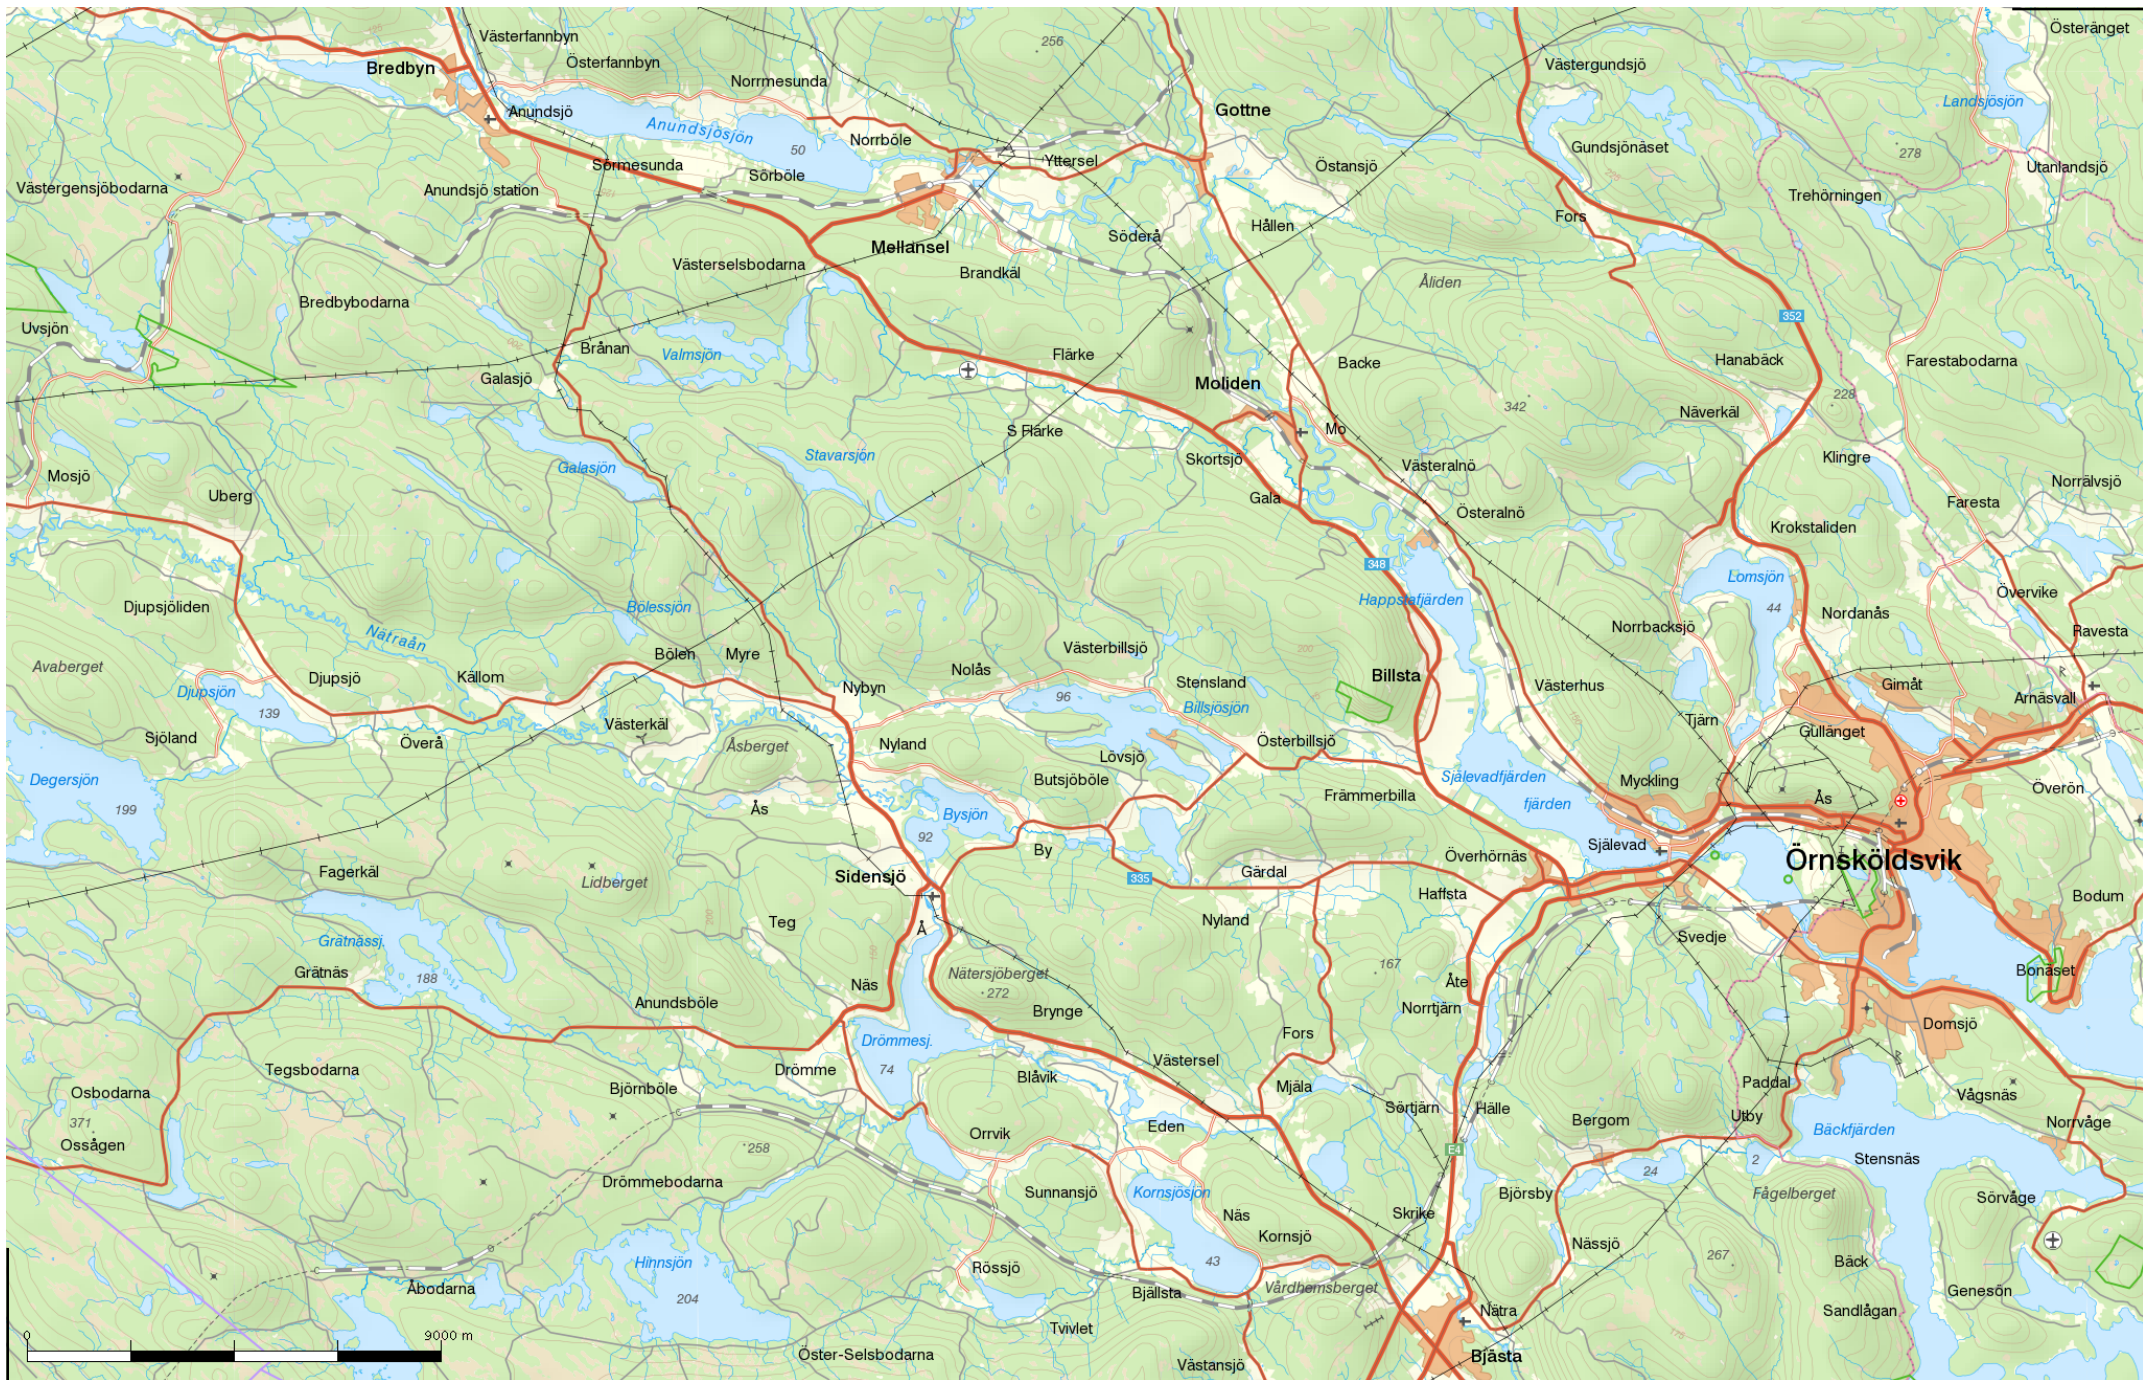 Västerfannbyn
Österänget
Österfannbyn
256
Bredbyn
Norrmesunda
Västergundsjö
Landsjösjön
Anundsjö
Gottne
Anundsjösjön
50
Norrböle
Gundsjönäset
278
Sörmesunda
Yttersel
Östansjö
Utanlandsjö
Sörböle
Västergensjöbodarna
Anundsjö station
Trehörningen
Fors
Hållen
Söderå
Mellansel
Västerselsbodarna
Brandkäl
Åliden
Bredbybodarna
352
Uvsjön
Brånan
Valmsjön
Flärke
Backe
Hanabäck
Farestabodarna
Galasjö
200
Moliden
228
342
Näverkäl
S Flärke
Mo
Stavarsjön
Skortsjö
Klingre
Galasjön
Västeralnö
Mosjö
Norrälvsjö
Uberg
Gala
Faresta
Österalnö
Krokstaliden
348
Lomsjön
Övervike
Happstafjärden
Djupsjöliden
Bölessjön
44
Nordanås
Norrbacksjö
Ravesta
Nätraån
Västerbillsjö
200
Avaberget
Bölen
Myre
Nolås
Billsta
Djupsjö
Källom
Stensland
Västerhus
Gimåt
Djupsjön
Nybyn
96
Arnäsvall
139
Billsjösjön
Västerkäl
Tjärn
Gullänget
Sjöland
Överå
Åsberget
Nyland
Österbillsjö
Lövsjö
Degersjön
Butsjöböle
Själevadfjärden
Myckling
Överön
Främmerbilla
fjärden
Ås
199
Ås
Bysjön
92
By
Själevad
Överhörnäs
Örnsköldsvik
Fagerkäl
Lidberget
Sidensjö
335
Gärdal
Haffsta
Bodum
Teg
Å
Nyland
Svedje
Grätnässj.
Grätnäs
188
Nätersjöberget
272
167
Bonäset
Näs
Åte
Anundsböle
Brynge
Norrtjärn
Domsjö
Drömmesj.
Fors
Västersel
Tegsbodarna
Drömme
74
Blåvik
Mjäla
Paddal
Osbodarna
Björnböle
Vågsnäs
371
Sörtjärn
Hälle
Utby
Eden
Bergom
Norrvåge
Ossågen
Orrvik
Bäckfjärden
258
E4
2
Stensnäs
24
Drömmebodarna
Sunnansjö
Kornsjösjön
Björsby
Fågelberget
Sörvåge
Näs
Skrike
Kornsjö
Nässjö
267
Hinnsjön
43
Bäck
Rössjö
Åbodarna
Vårdhemsberget
204
Bjällsta
Genesön
Nätra
Sandlågan
Tvivlet
0
9000 m
Öster-Selsbodarna
Bjästa
Västansjö